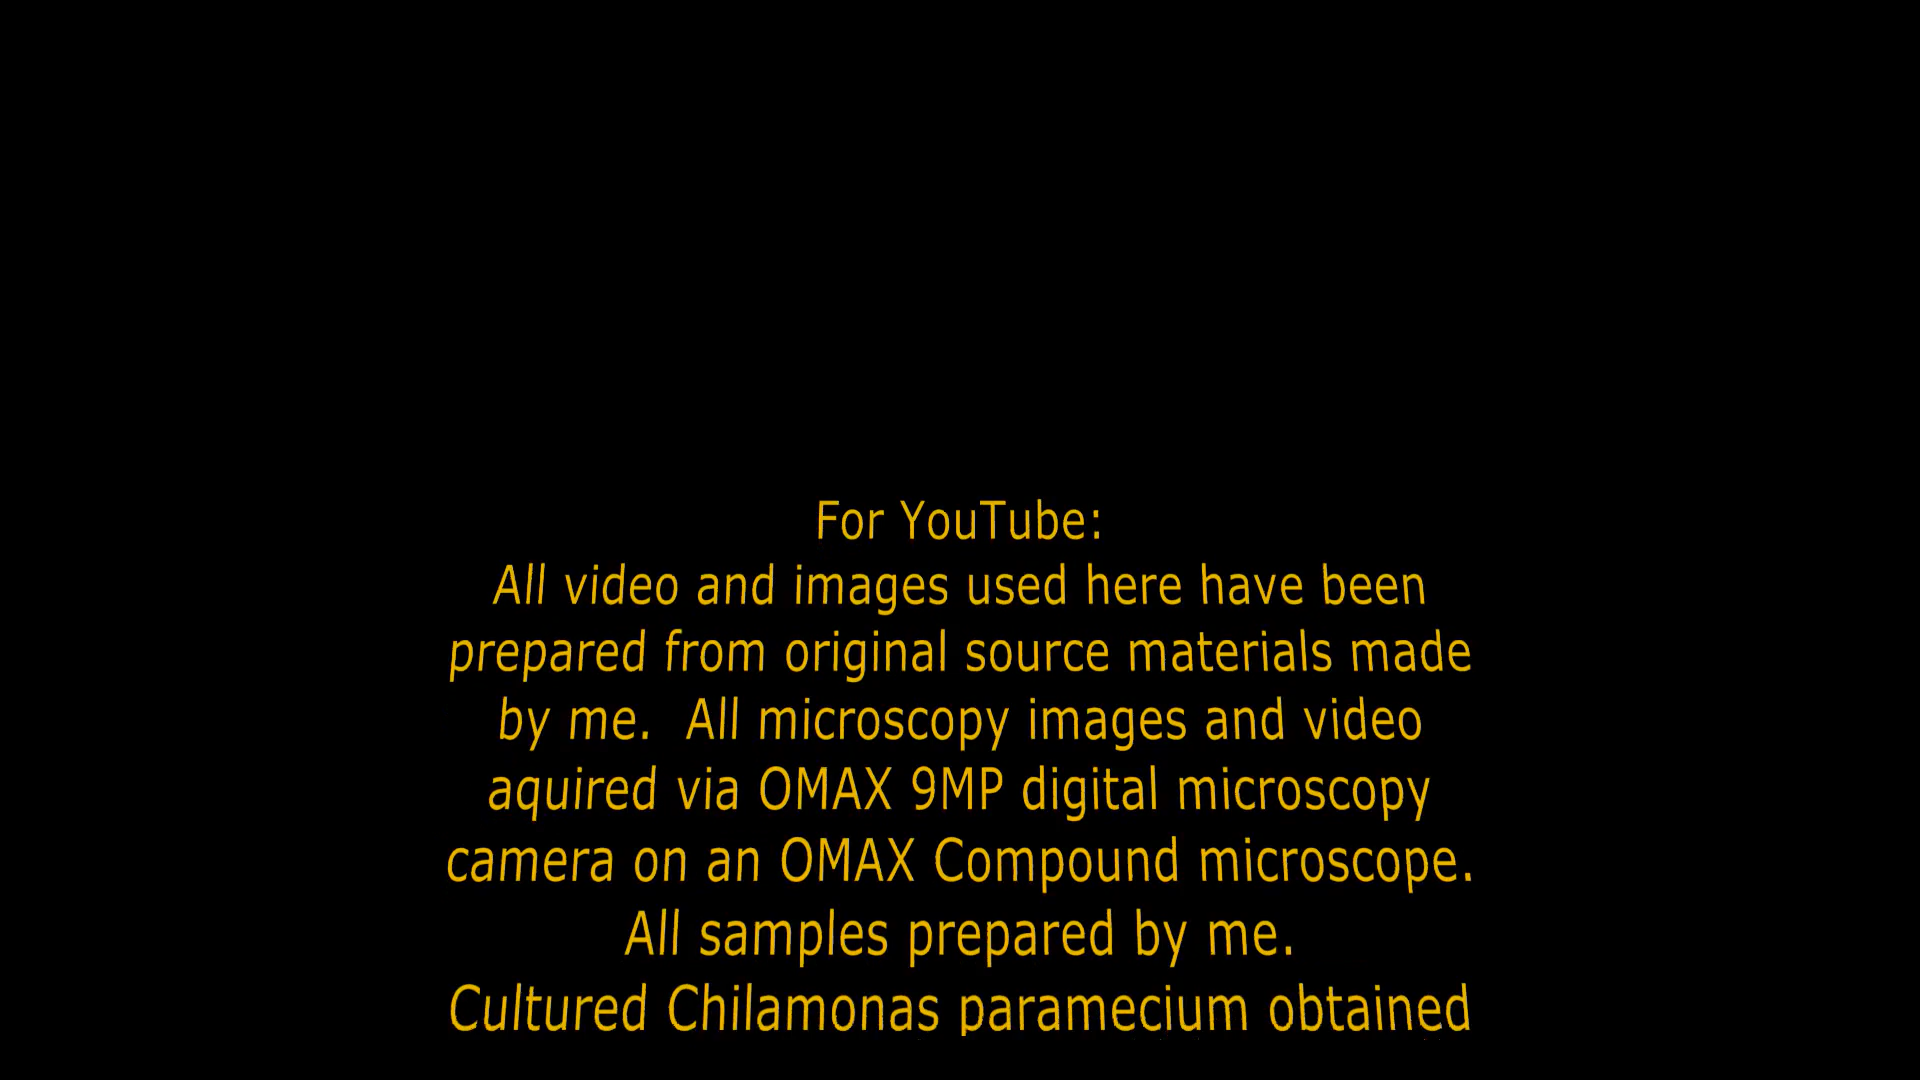 For YouTube:
All video and images used here have been
prepared from original source materials made
by me.  All microscopy images and video
aquired via OMAX 9MP digital microscopy
camera on an OMAX Compound microscope.
All samples prepared by me.
Cultured Chilamonas paramecium obtained